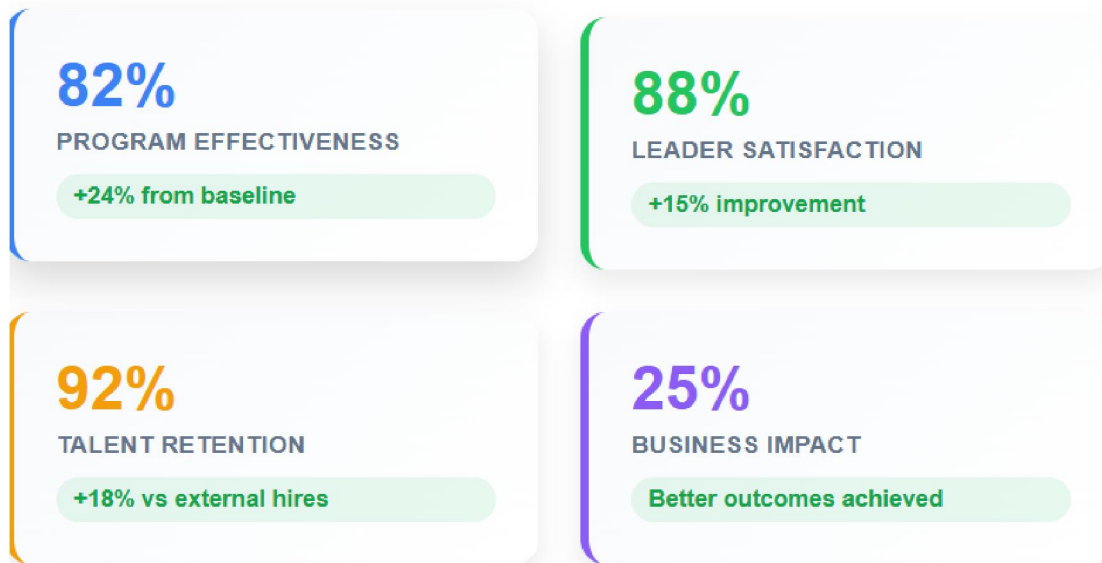 82%
PROGRAM EFFECTIVENESS
+24% from baseline
88%
LEADER SATISFACTION
+15% improvement
92%
TALENT RETENTION
+18% vs external hires
25%
BUSINESS IMPACT
Better outcomes achieved